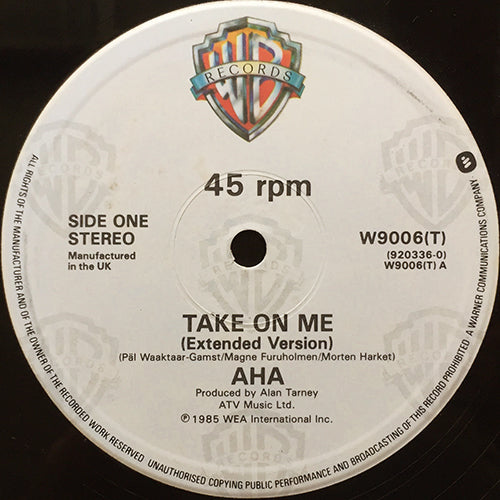 WB
RECORDS
45 rpm
SIDE ONE
STEREO
Manufactured
in the UK
W9006(T)
(920336-0)
W9006(T) A
TAKE ON ME
(Extended Version)
(Pål Waaktaar-Gamst/Magne Furuholmen/Morten Harket)
AHA
Produced by Alan Tarney
ATV Music Ltd.
℗ 1985 WEA International Inc.
ALL RIGHTS OF THE MANUFACTURER AND OF THE OWNER OF THE RECORDED WORK RESERVED UNAUTHORISED COPYING PUBLIC PERFORMANCE AND BROADCASTING OF THIS RECORD PROHIBITED A WARNER COMMUNICATIONS COMPANY